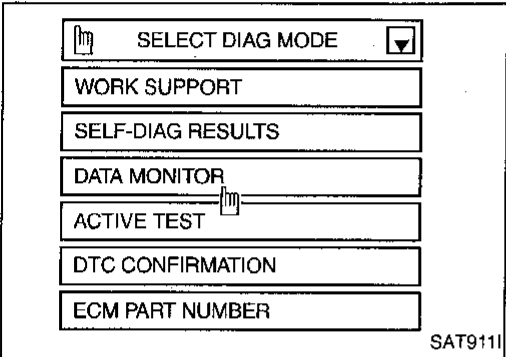 SELECT DIAG MODE
WORK SUPPORT
SELF-DIAG RESULTS
DATA MONITOR
ACTIVE TEST
DTC CONFIRMATION
ECM PART NUMBER
SAT911I